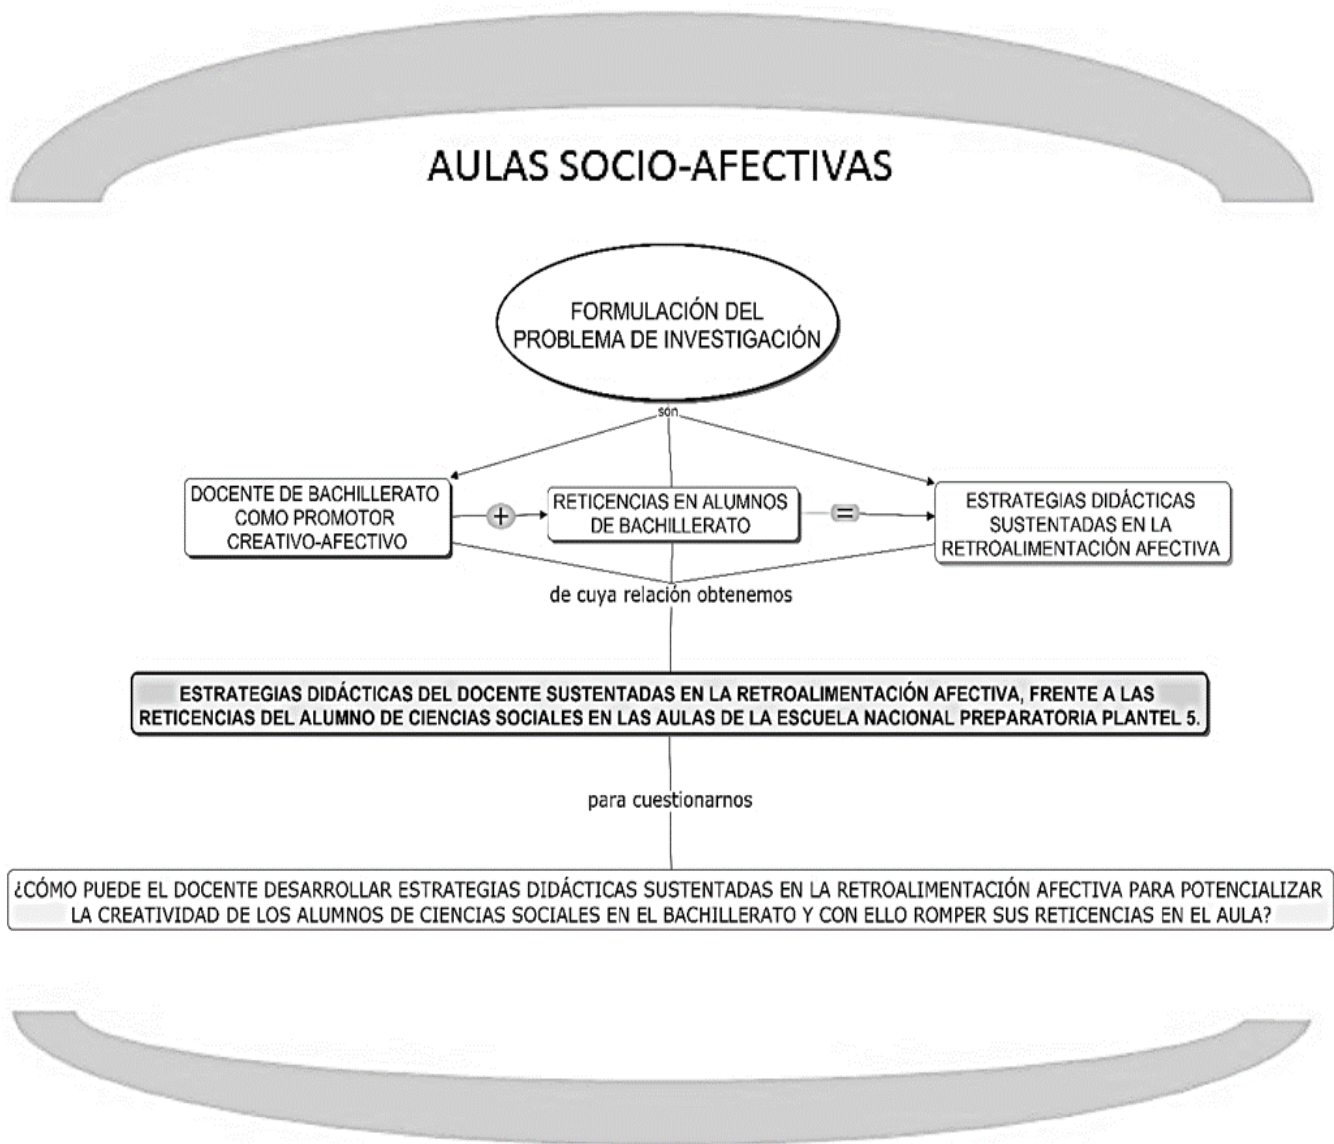 AULAS SOCIO-AFECTIVAS
FORMULACIÓN DEL
PROBLEMA DE INVESTIGACIÓN
son
DOCENTE DE BACHILLERATO
COMO PROMOTOR
CREATIVO-AFECTIVO
+
RETICENCIAS EN ALUMNOS
DE BACHILLERATO
=
ESTRATEGIAS DIDÁCTICAS
SUSTENTADAS EN LA
RETROALIMENTACIÓN AFECTIVA
de cuya relación obtenemos
ESTRATEGIAS DIDÁCTICAS DEL DOCENTE SUSTENTADAS EN LA RETROALIMENTACIÓN AFECTIVA, FRENTE A LAS
RETICENCIAS DEL ALUMNO DE CIENCIAS SOCIALES EN LAS AULAS DE LA ESCUELA NACIONAL PREPARATORIA PLANTEL 5.
para cuestionarnos
¿CÓMO PUEDE EL DOCENTE DESARROLLAR ESTRATEGIAS DIDÁCTICAS SUSTENTADAS EN LA RETROALIMENTACIÓN AFECTIVA PARA POTENCIALIZAR
LA CREATIVIDAD DE LOS ALUMNOS DE CIENCIAS SOCIALES EN EL BACHILLERATO Y CON ELLO ROMPER SUS RETICENCIAS EN EL AULA?